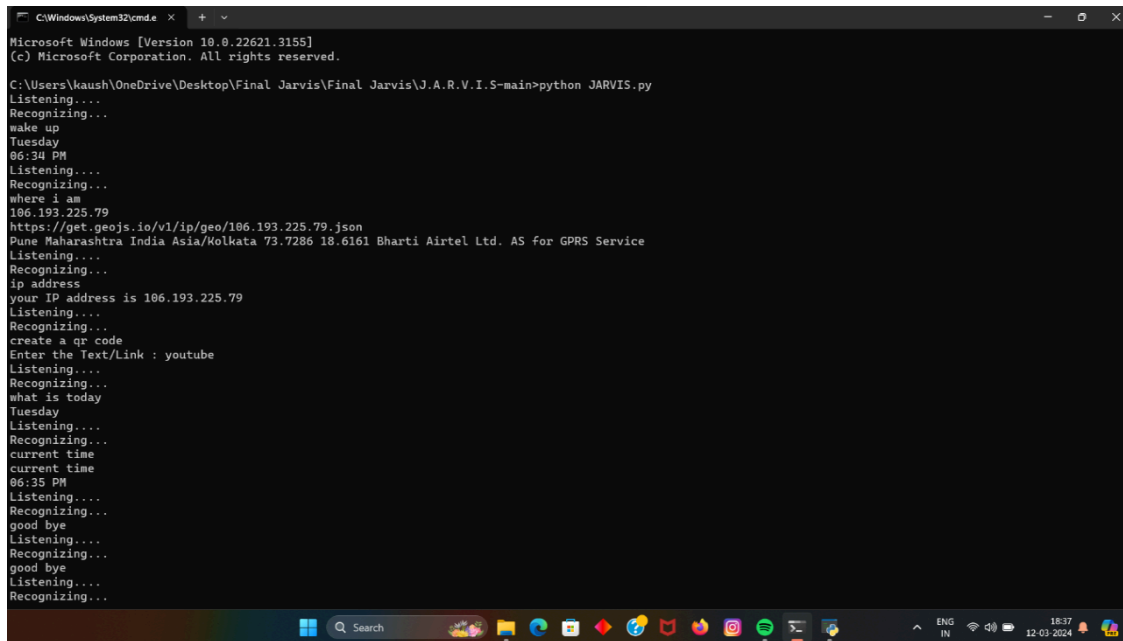 C:\Windows\System32\cmd.e
Microsoft Windows [Version 10.0.22621.3155]
(c) Microsoft Corporation. All rights reserved.
C:\Users\kaush\OneDrive\Desktop\Final Jarvis\Final Jarvis\J.A.R.V.I.S-main>python JARVIS.py
Listening....
Recognizing...
wake up
Tuesday
06:34 PM
Listening....
Recognizing...
where i am
106.193.225.79
https://get.geojs.io/v1/ip/geo/106.193.225.79.json
Pune Maharashtra India Asia/Kolkata 73.7286 18.6161 Bharti Airtel Ltd. AS for GPRS Service
Listening....
Recognizing...
ip address
your IP address is 106.193.225.79
Listening....
Recognizing...
create a qr code
Enter the Text/Link : youtube
Listening....
Recognizing...
what is today
Tuesday
Listening....
Recognizing...
current time
current time
06:35 PM
Listening....
Recognizing...
good bye
Listening....
Recognizing...
good bye
Listening....
Recognizing...
Search
ENG
IN
18:37
12-03-2024